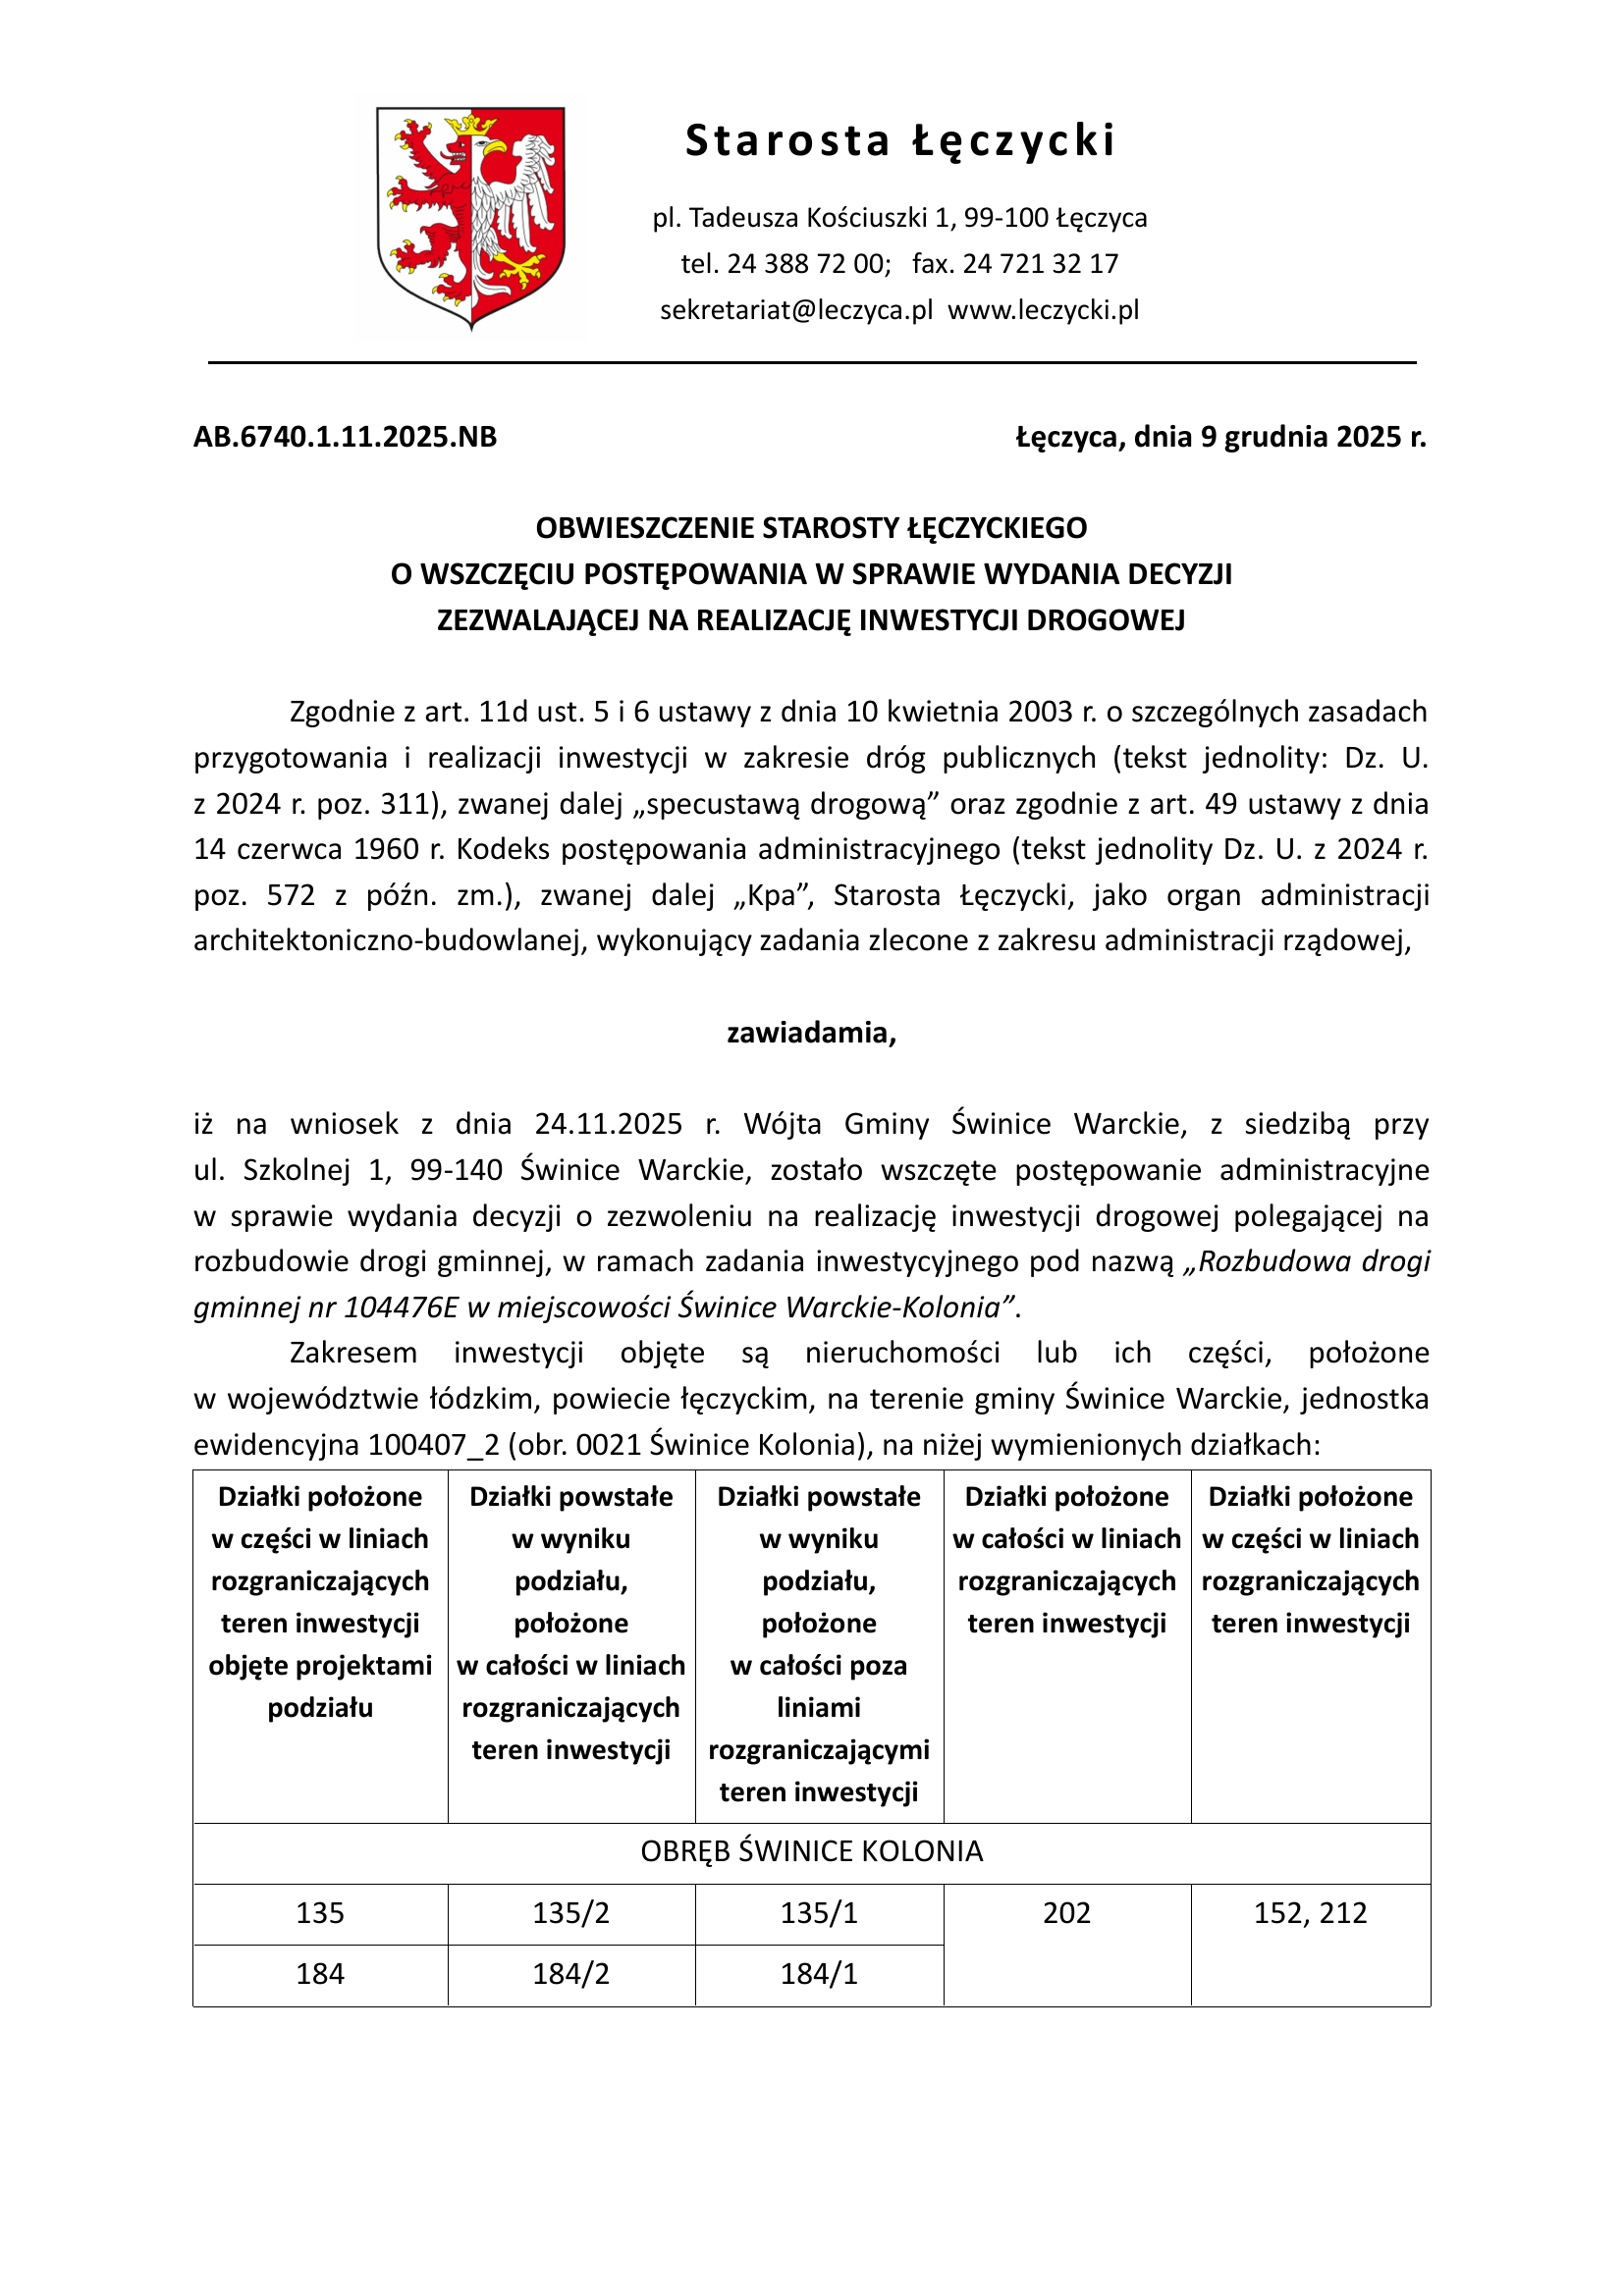 Starosta Łęczycki
pl. Tadeusza Kościuszki 1, 99-100 Łęczyca
tel. 24 388 72 00;   fax. 24 721 32 17
sekretariat@leczyca.pl  www.leczycki.pl
AB.6740.1.11.2025.NB
Łęczyca, dnia 9 grudnia 2025 r.
OBWIESZCZENIE STAROSTY ŁĘCZYCKIEGO
O WSZCZĘCIU POSTĘPOWANIA W SPRAWIE WYDANIA DECYZJI
ZEZWALAJĄCEJ NA REALIZACJĘ INWESTYCJI DROGOWEJ
Zgodnie z art. 11d ust. 5 i 6 ustawy z dnia 10 kwietnia 2003 r. o szczególnych zasadach
przygotowania i realizacji inwestycji w zakresie dróg publicznych (tekst jednolity: Dz. U.
z 2024 r. poz. 311), zwanej dalej „specustawą drogową” oraz zgodnie z art. 49 ustawy z dnia
14 czerwca 1960 r. Kodeks postępowania administracyjnego (tekst jednolity Dz. U. z 2024 r.
poz. 572 z późn. zm.), zwanej dalej „Kpa”, Starosta Łęczycki, jako organ administracji
architektoniczno-budowlanej, wykonujący zadania zlecone z zakresu administracji rządowej,
zawiadamia,
iż na wniosek z dnia 24.11.2025 r. Wójta Gminy Świnice Warckie, z siedzibą przy
ul. Szkolnej 1, 99-140 Świnice Warckie, zostało wszczęte postępowanie administracyjne
w sprawie wydania decyzji o zezwoleniu na realizację inwestycji drogowej polegającej na
rozbudowie drogi gminnej, w ramach zadania inwestycyjnego pod nazwą „Rozbudowa drogi
gminnej nr 104476E w miejscowości Świnice Warckie-Kolonia”.
Zakresem inwestycji objęte są nieruchomości lub ich części, położone
w województwie łódzkim, powiecie łęczyckim, na terenie gminy Świnice Warckie, jednostka
ewidencyjna 100407_2 (obr. 0021 Świnice Kolonia), na niżej wymienionych działkach:
Działki położone
w części w liniach
rozgraniczających
teren inwestycji
objęte projektami
podziału
Działki powstałe
w wyniku
podziału,
położone
w całości w liniach
rozgraniczających
teren inwestycji
Działki powstałe
w wyniku
podziału,
położone
w całości poza
liniami
rozgraniczającymi
teren inwestycji
Działki położone
w całości w liniach
rozgraniczających
teren inwestycji
Działki położone
w części w liniach
rozgraniczających
teren inwestycji
OBRĘB ŚWINICE KOLONIA
135
135/2
135/1
202
152, 212
184
184/2
184/1